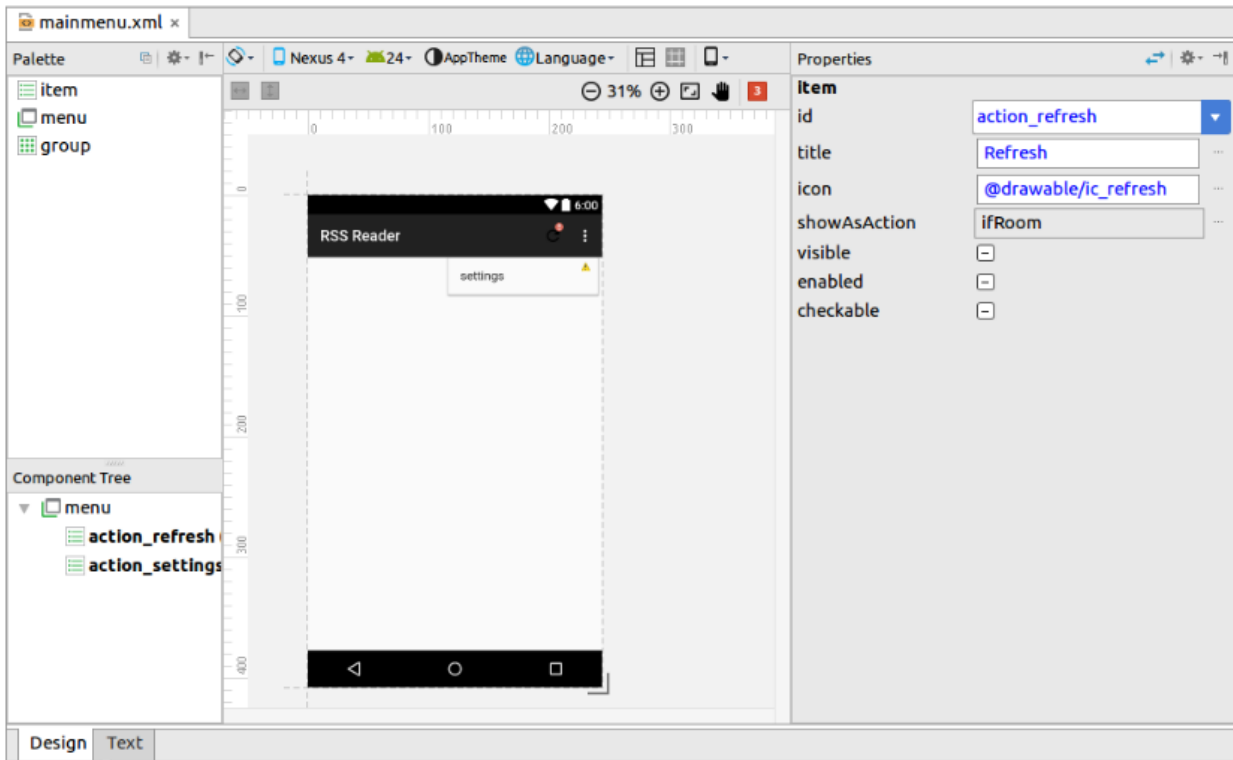 mainmenu.xml ×
Palette
Nexus 4
24
AppTheme
Language
Properties
item
menu
group
31%
3
0
100
200
300
0
100
200
300
400
6:00
RSS Reader
settings
Component Tree
menu
action_refresh
action_settings
item
id
action_refresh
title
Refresh
icon
@drawable/ic_refresh
showAsAction
ifRoom
visible
enabled
checkable
Design
Text